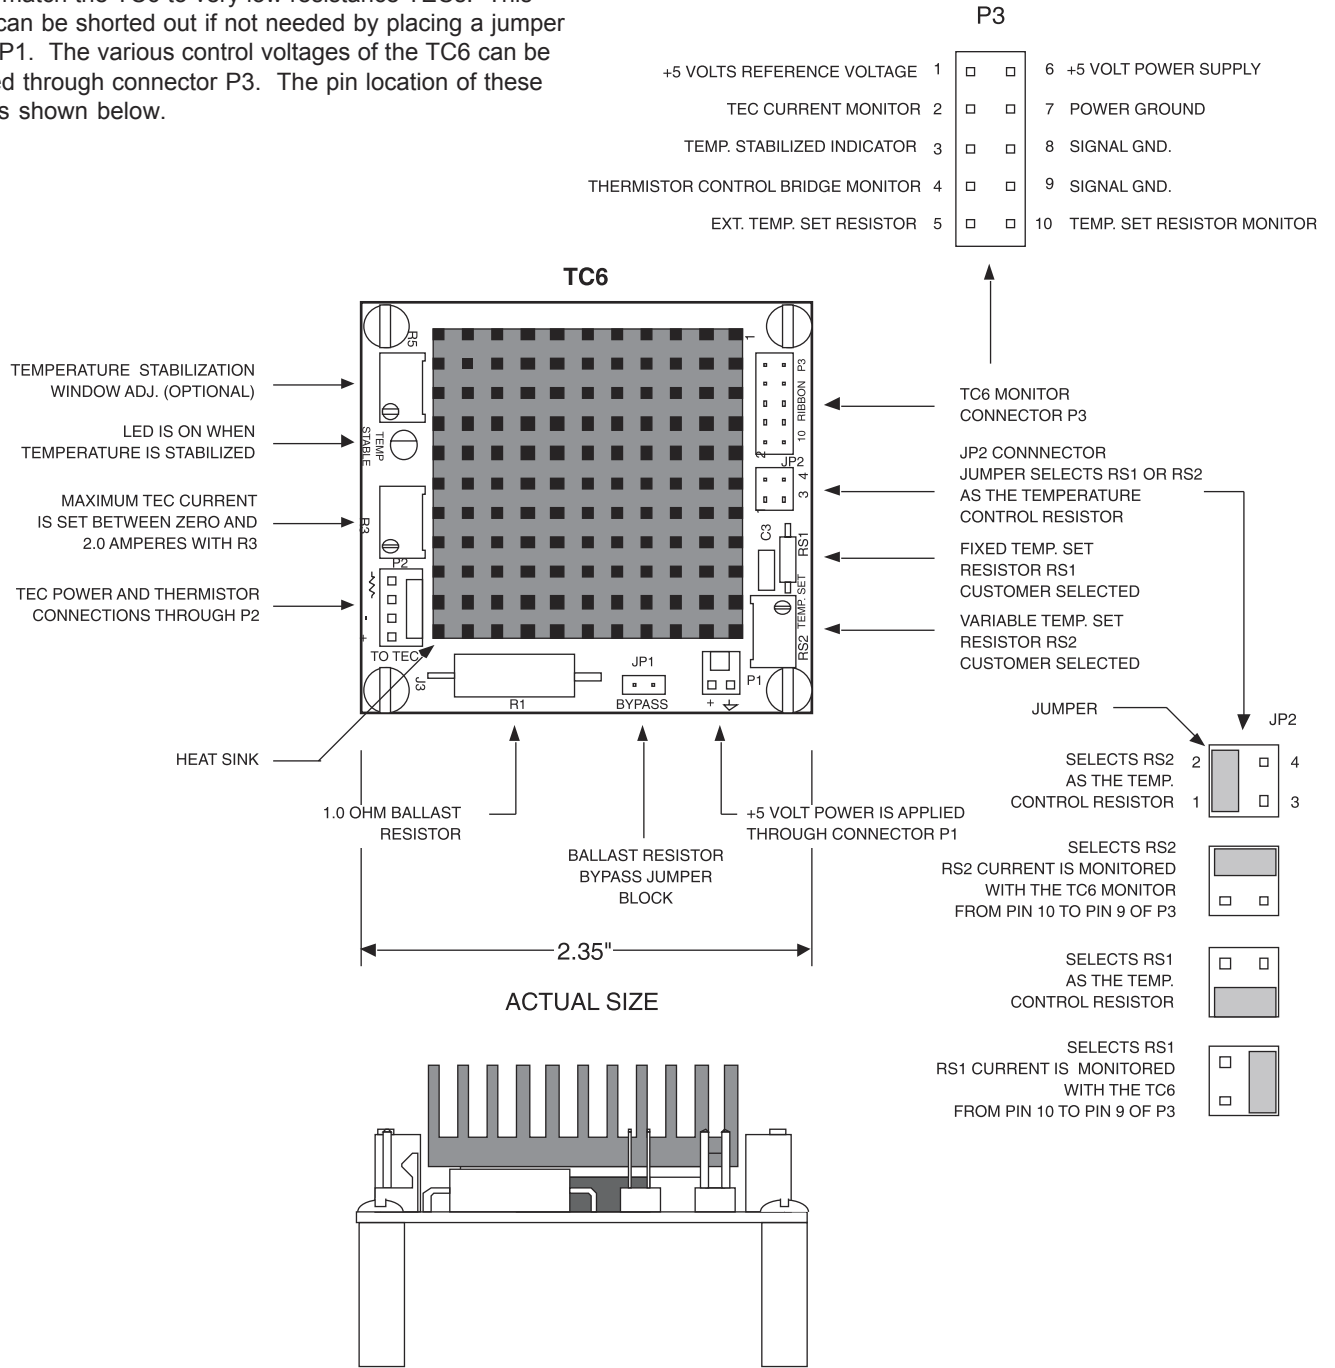 match the TC6 to very low resistance TECs. This
can be shorted out if not needed by placing a jumper
P1. The various control voltages of the TC6 can be
ed through connector P3. The pin location of these
s shown below.
P3
+5 VOLTS REFERENCE VOLTAGE 1
6 +5 VOLT POWER SUPPLY
TEC CURRENT MONITOR 2
7 POWER GROUND
TEMP. STABILIZED INDICATOR 3
8 SIGNAL GND.
THERMISTOR CONTROL BRIDGE MONITOR 4
9 SIGNAL GND.
EXT. TEMP. SET RESISTOR 5
10 TEMP. SET RESISTOR MONITOR
TC6
TEMPERATURE STABILIZATION
WINDOW ADJ. (OPTIONAL)
LED IS ON WHEN
TEMPERATURE IS STABILIZED
MAXIMUM TEC CURRENT
IS SET BETWEEN ZERO AND
2.0 AMPERES WITH R3
TEC POWER AND THERMISTOR
CONNECTIONS THROUGH P2
HEAT SINK
R5
TEMP
STABLE
R3
P2
-
+
TO TEC
J3
R1
JP1
BYPASS
P1
+
1
P3
RIBBON
10
2
JP2
4
3
1
C3
RS1
TEMP. SET
RS2
TC6 MONITOR
CONNECTOR P3
JP2 CONNNECTOR
JUMPER SELECTS RS1 OR RS2
AS THE TEMPERATURE
CONTROL RESISTOR
FIXED TEMP. SET
RESISTOR RS1
CUSTOMER SELECTED
VARIABLE TEMP. SET
RESISTOR RS2
CUSTOMER SELECTED
JUMPER
JP2
SELECTS RS2 2 4
AS THE TEMP.
CONTROL RESISTOR 1 3
SELECTS RS2
RS2 CURRENT IS MONITORED
WITH THE TC6 MONITOR
FROM PIN 10 TO PIN 9 OF P3
SELECTS RS1
AS THE TEMP.
CONTROL RESISTOR
SELECTS RS1
RS1 CURRENT IS MONITORED
WITH THE TC6
FROM PIN 10 TO PIN 9 OF P3
1.0 OHM BALLAST
RESISTOR
BALLAST RESISTOR
BYPASS JUMPER
BLOCK
+5 VOLT POWER IS APPLIED
THROUGH CONNECTOR P1
2.35"
ACTUAL SIZE